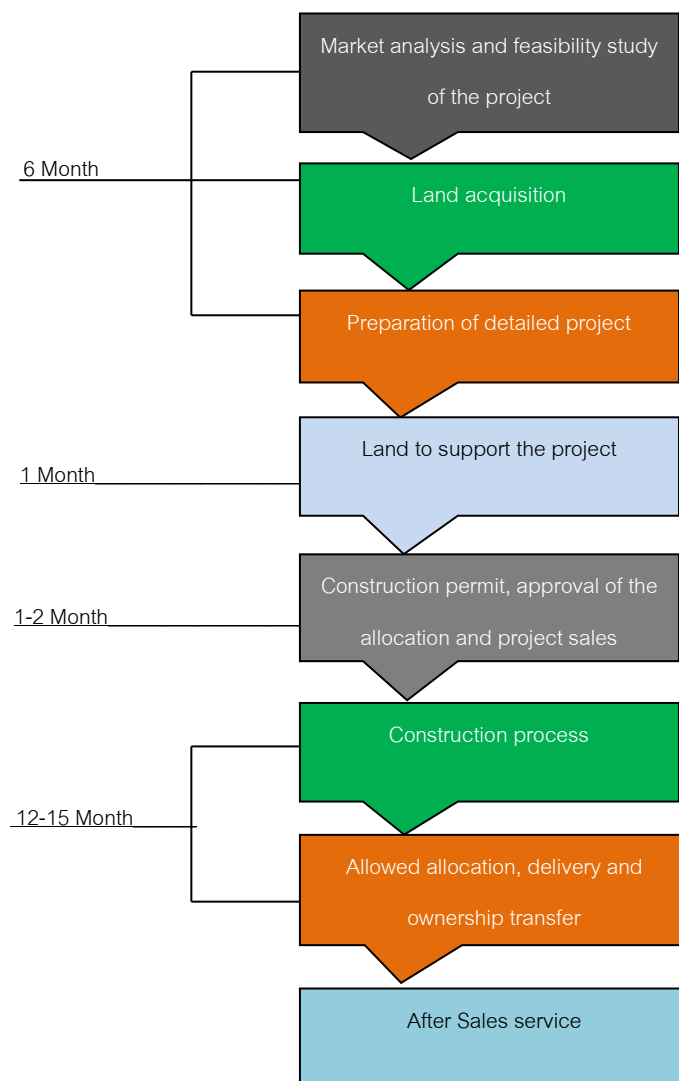 Market analysis and feasibility study
of the project
6 Month
Land acquisition
Preparation of detailed project
Land to support the project
1 Month
Construction permit, approval of the
1-2 Month
allocation and project sales
Construction process
12-15 Month
Allowed allocation, delivery and
ownership transfer
After Sales service